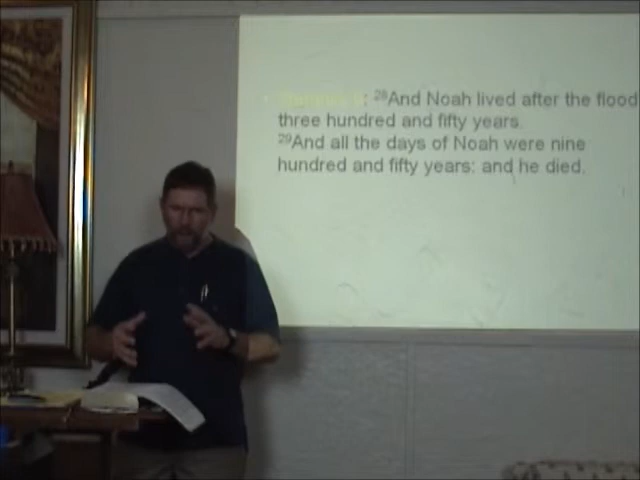 : ²⁸And Noah lived after the flood
three hundred and fifty years.
²⁹And all the days of Noah were nine
hundred and fifty years: and he died.